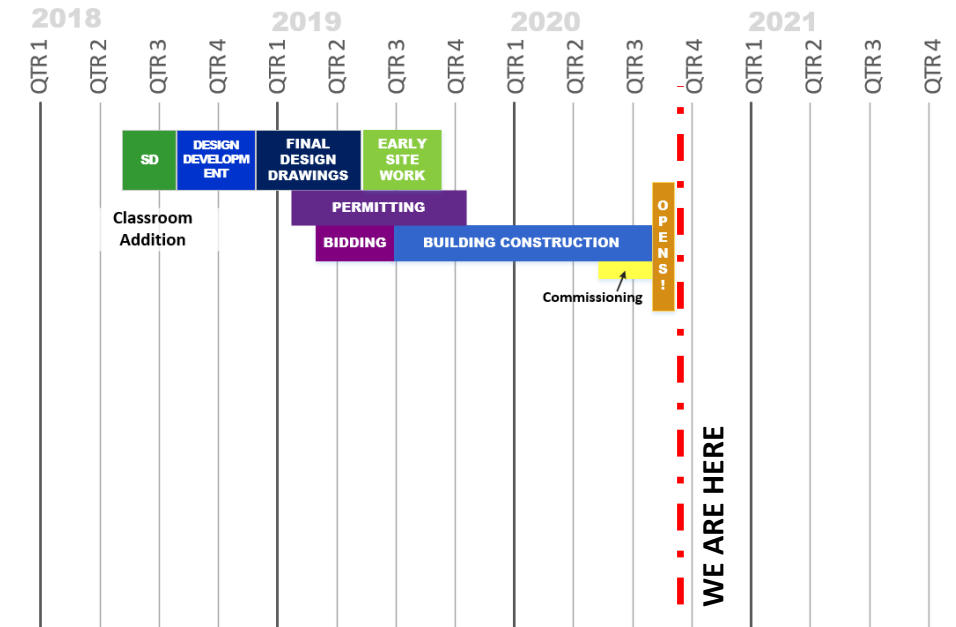 2018
2019
2020
2021
QTR 1
QTR 2
QTR 3
QTR 4
QTR 1
QTR 2
QTR 3
QTR 4
QTR 1
QTR 2
QTR 3
QTR 4
QTR 1
QTR 2
QTR 3
QTR 4
SD
DESIGN
DEVELOPM
ENT
FINAL
DESIGN
DRAWINGS
EARLY
SITE
WORK
PERMITTING
Classroom
Addition
BIDDING
BUILDING CONSTRUCTION
OPENS!
Commissioning
WE ARE HERE